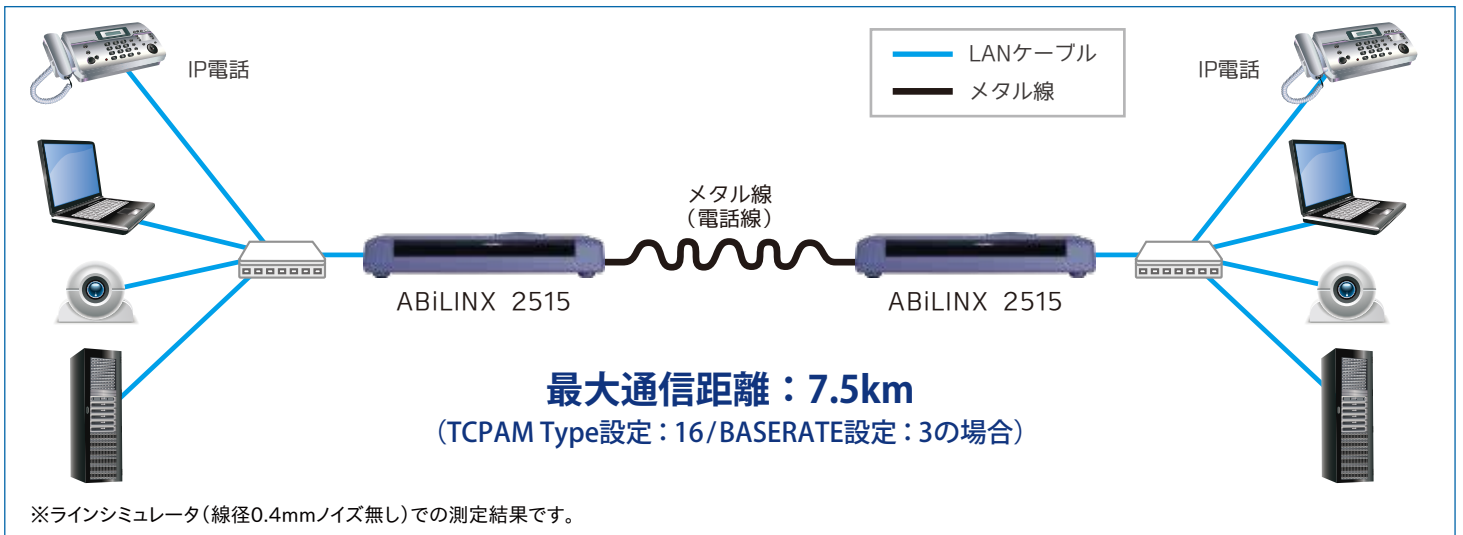 IP電話
LANケーブル
メタル線
IP電話
メタル線
（電話線）
ABiLINX 2515
ABiLINX 2515
最大通信距離：7.5km
（TCPAM Type設定：16/BASERATE設定：3の場合）
※ラインシミュレータ（線径0.4mmノイズ無し）での測定結果です。